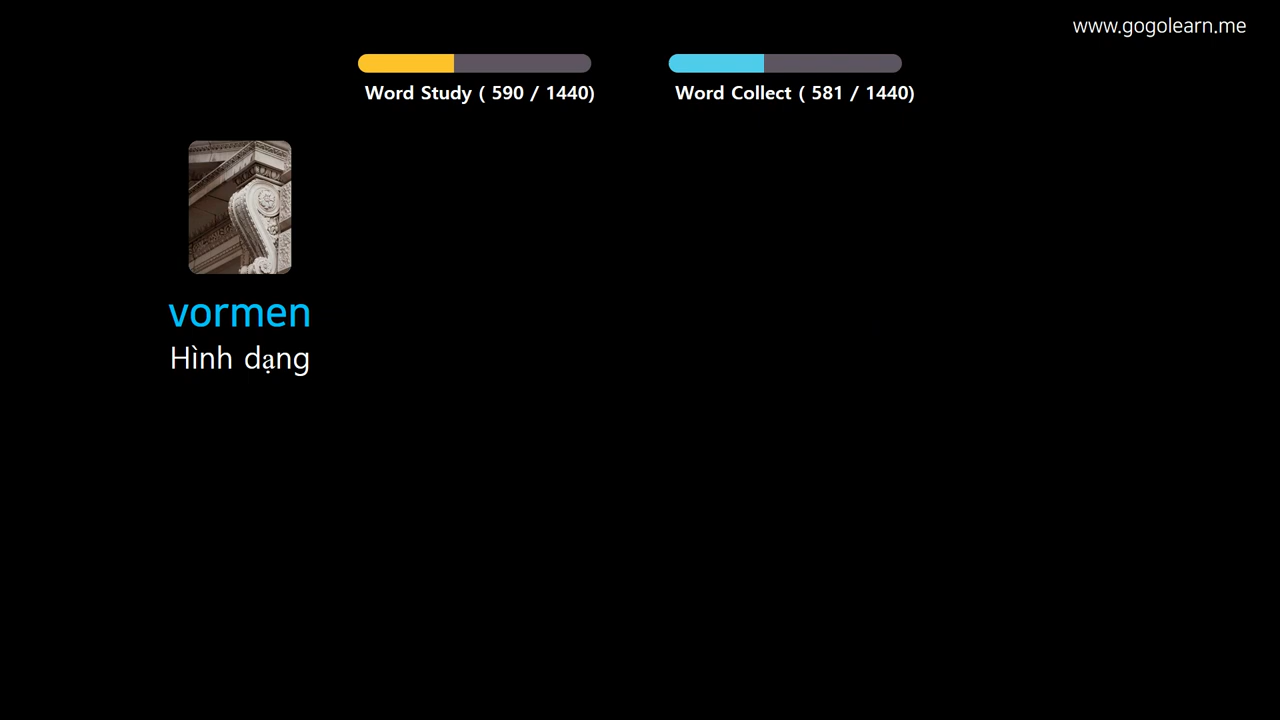 www.gogolearn.me
Word Study ( 590 / 1440)
Word Collect ( 581 / 1440)
vormen
Hình dạng